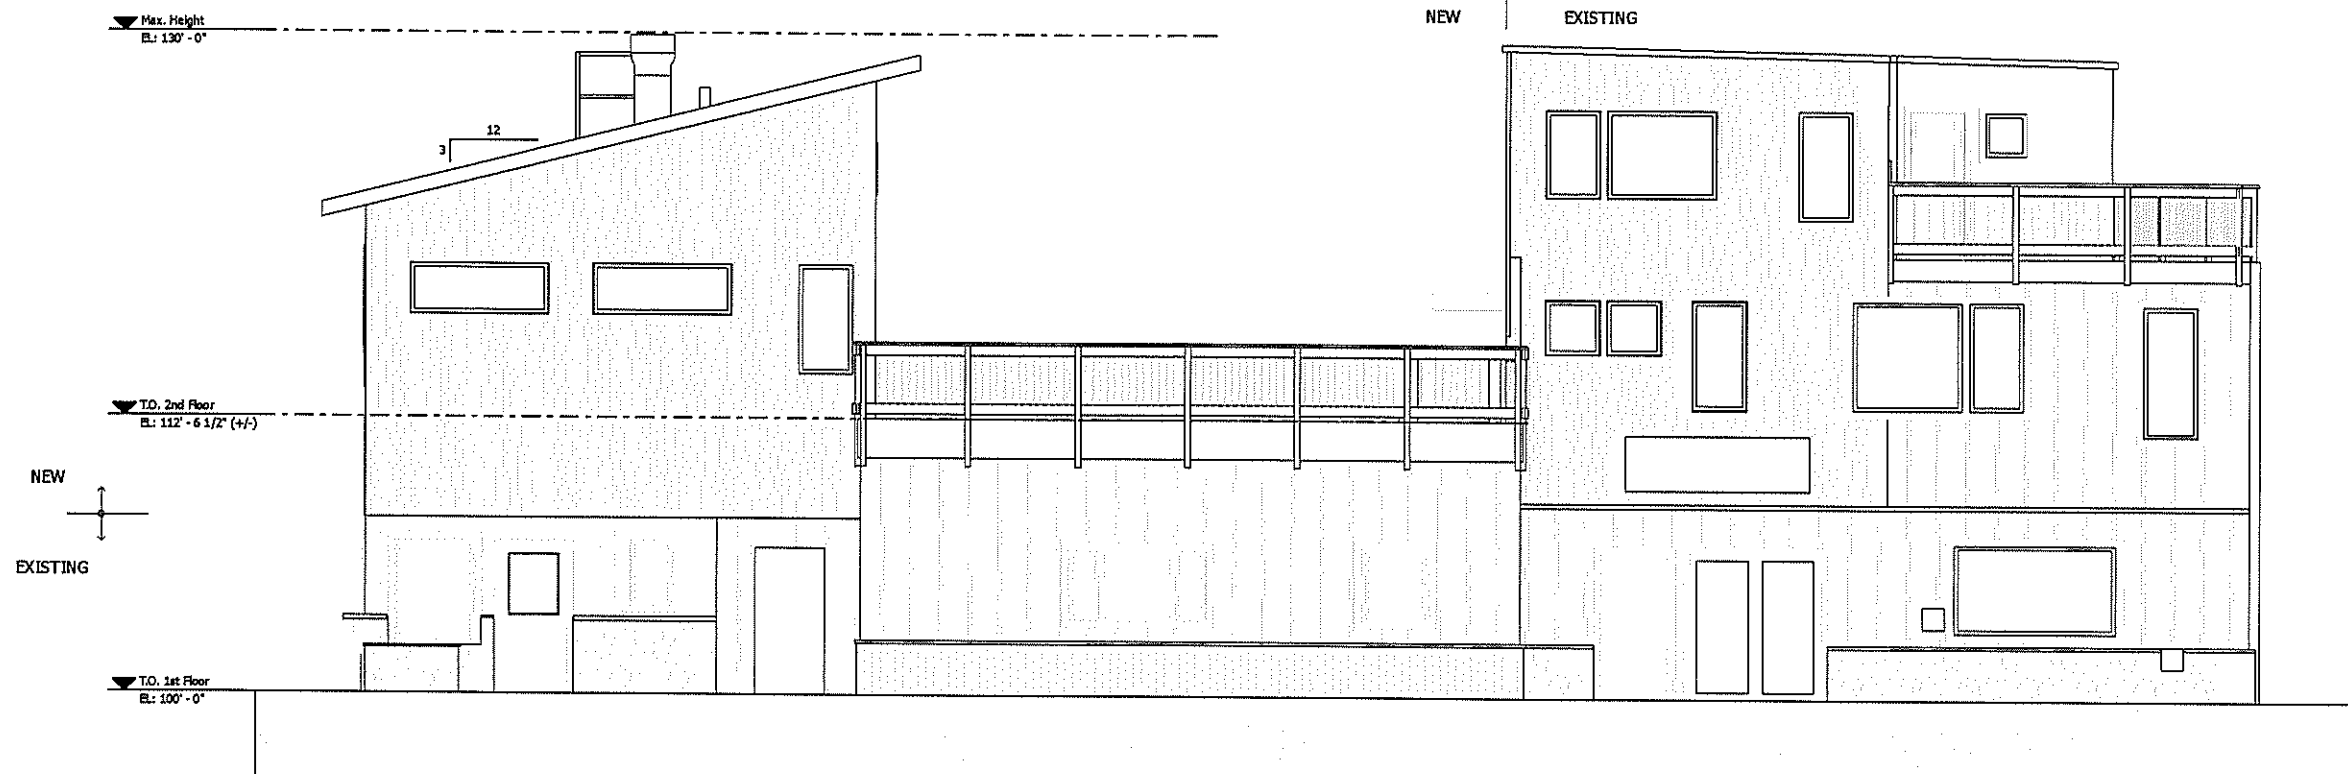 Max. Height
EL: 130' - 0"
NEW
EXISTING
12
3
T.O. 2nd Floor
EL: 112' - 6 1/2" (+/-)
NEW
EXISTING
T.O. 1st Floor
EL: 100' - 0"